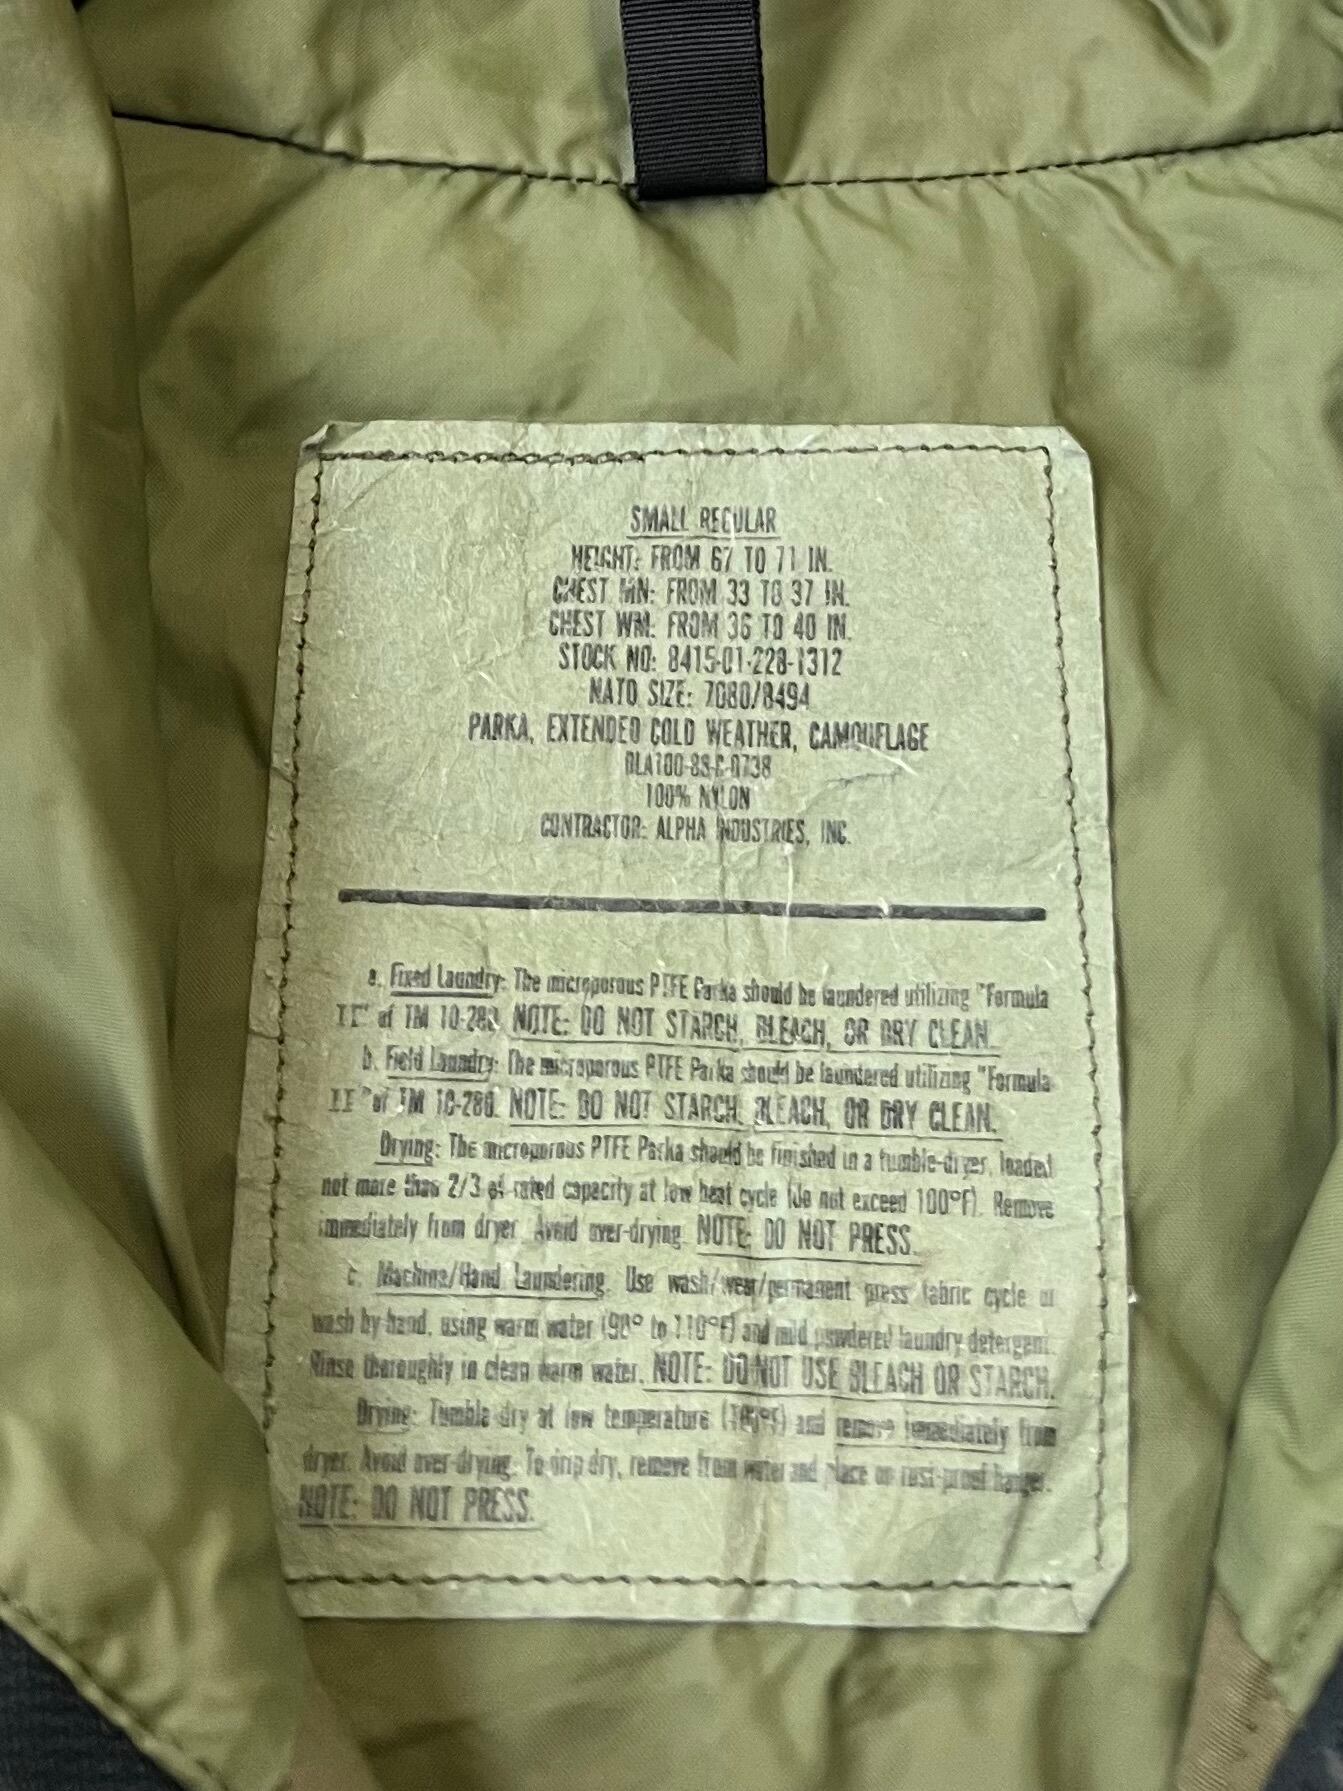 SMALL REGULAR
HEIGHT: FROM 67 TO 71 IN.
CHEST MN: FROM 33 TO 37 IN.
CHEST WM: FROM 36 TO 40 IN.
STOCK NO: 8415-01-228-1312
NATO SIZE: 7080/8494
PARKA, EXTENDED COLD WEATHER, CAMOUFLAGE
DLA100-88-C-0738
100% NYLON
CONTRACTOR: ALPHA INDUSTRIES, INC.
a. Fixed Laundry: The microporous PTFE Parka should be laundered utilizing "Formula
II" of TM 10-280. NOTE: DO NOT STARCH, BLEACH, OR DRY CLEAN.
b. Field Laundry: The microporous PTFE Parka should be laundered utilizing "Formula
II" of TM 10-280. NOTE: DO NOT STARCH, BLEACH, OR DRY CLEAN.
Drying: The microporous PTFE Parka should be finished in a tumble-dryer, loaded
not more than 2/3 of rated capacity at low heat cycle (do not exceed 100°F). Remove
immediately from dryer. Avoid over-drying. NOTE: DO NOT PRESS.
c. Machine/Hand Laundering. Use wash/wear/permanent press fabric cycle or
wash by hand, using warm water (90° to 110°F) and mild powdered laundry detergent.
Rinse thoroughly in clean warm water. NOTE: DO NOT USE BLEACH OR STARCH.
Drying: Tumble dry at low temperature (100°F) and remove immediately from
dryer. Avoid over-drying. To drip dry, remove from water and place on rust-proof hanger.
NOTE: DO NOT PRESS.